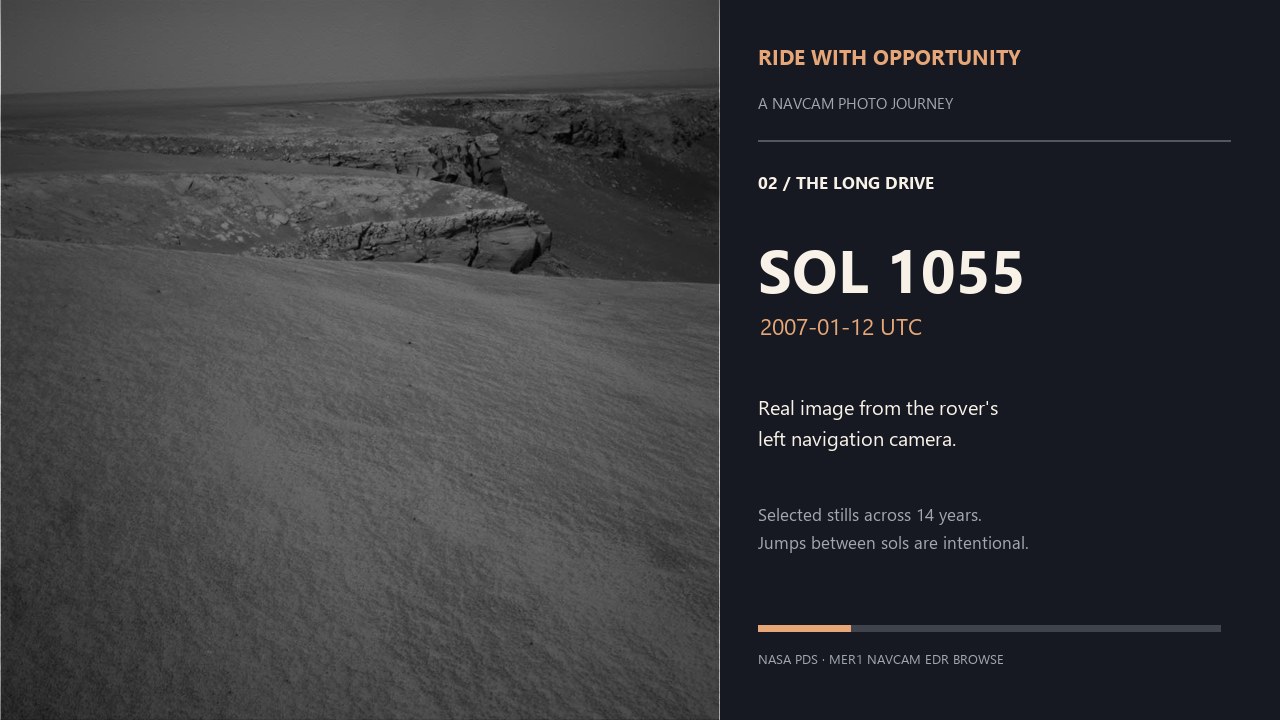 RIDE WITH OPPORTUNITY
A NAVCAM PHOTO JOURNEY
02 / THE LONG DRIVE
SOL 1055
2007-01-12 UTC
Real image from the rover's
left navigation camera.
Selected stills across 14 years.
Jumps between sols are intentional.
NASA PDS · MER1 NAVCAM EDR BROWSE